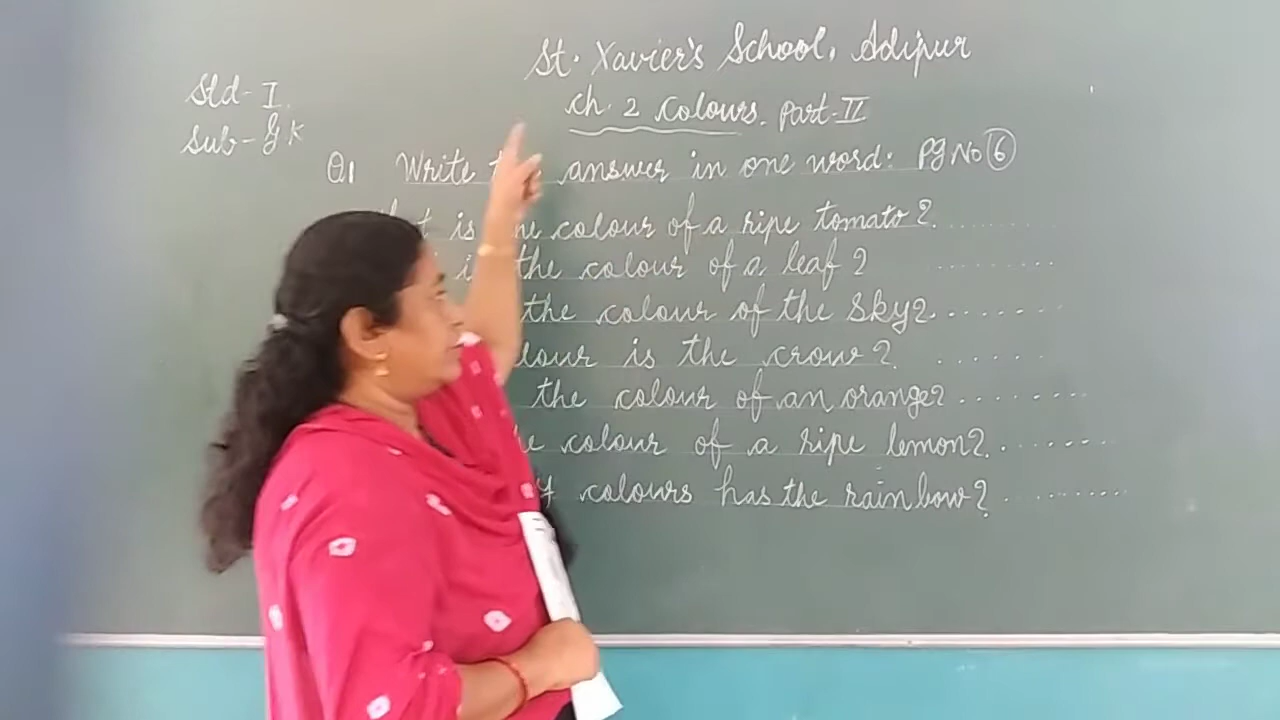 St. Xavier's School, Adipur
Std - I.
Ch. 2 Colours. Part-II
Sub - G K
Q1 Write answer in one word: Pg No 6
is colour of a ripe tomato ? ..........
the colour of a leaf ? ..........
the colour of the sky? ..........
is the crow ? ......
the colour of an orange? ..........
colour of a ripe lemon? ........
colours has the rainbow? ..........